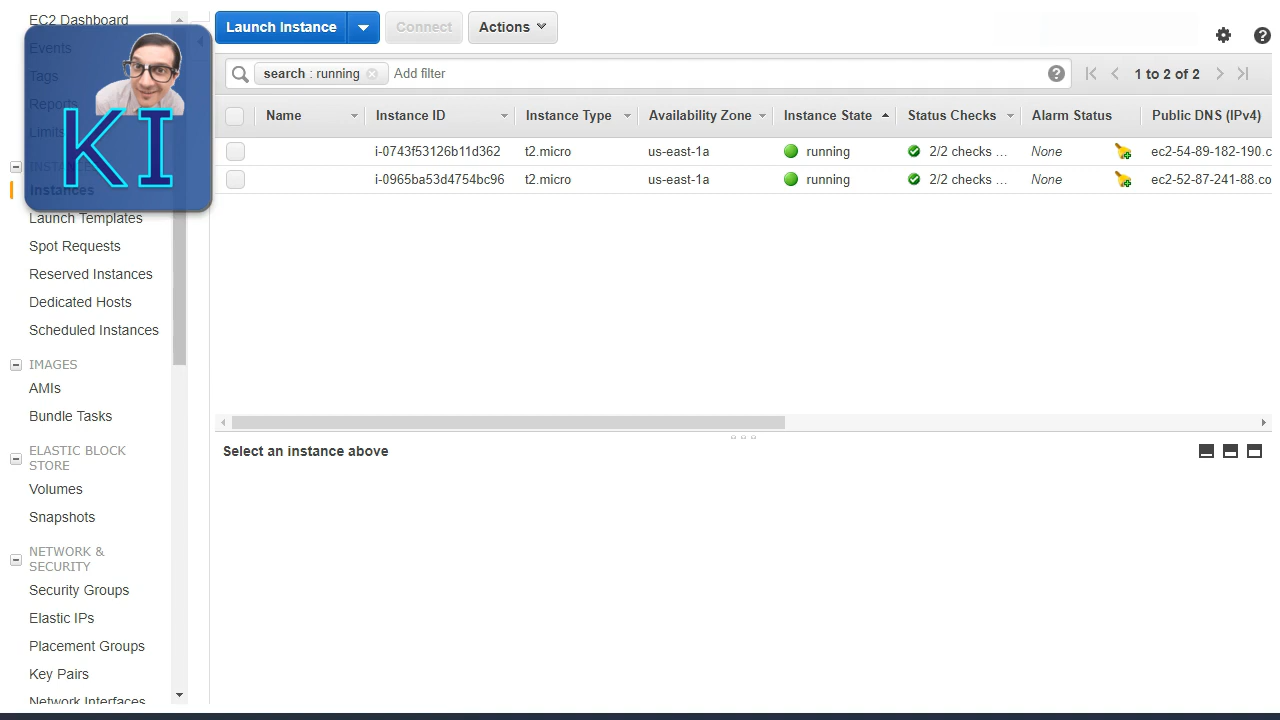 EC2 Dashboard
Events
Tags
Reports
Limits
INSTANCES
Instances
Launch Templates
Spot Requests
Reserved Instances
Dedicated Hosts
Scheduled Instances
IMAGES
AMIs
Bundle Tasks
ELASTIC BLOCK
STORE
Volumes
Snapshots
NETWORK &
SECURITY
Security Groups
Elastic IPs
Placement Groups
Key Pairs
Network Interfaces
KI
Launch Instance Connect Actions
search : running Add filter 1 to 2 of 2
Name Instance ID Instance Type Availability Zone Instance State Status Checks Alarm Status Public DNS (IPv4)
i-0743f53126b11d362 t2.micro us-east-1a running 2/2 checks ... None ec2-54-89-182-190.c
i-0965ba53d4754bc96 t2.micro us-east-1a running 2/2 checks ... None ec2-52-87-241-88.co
Select an instance above